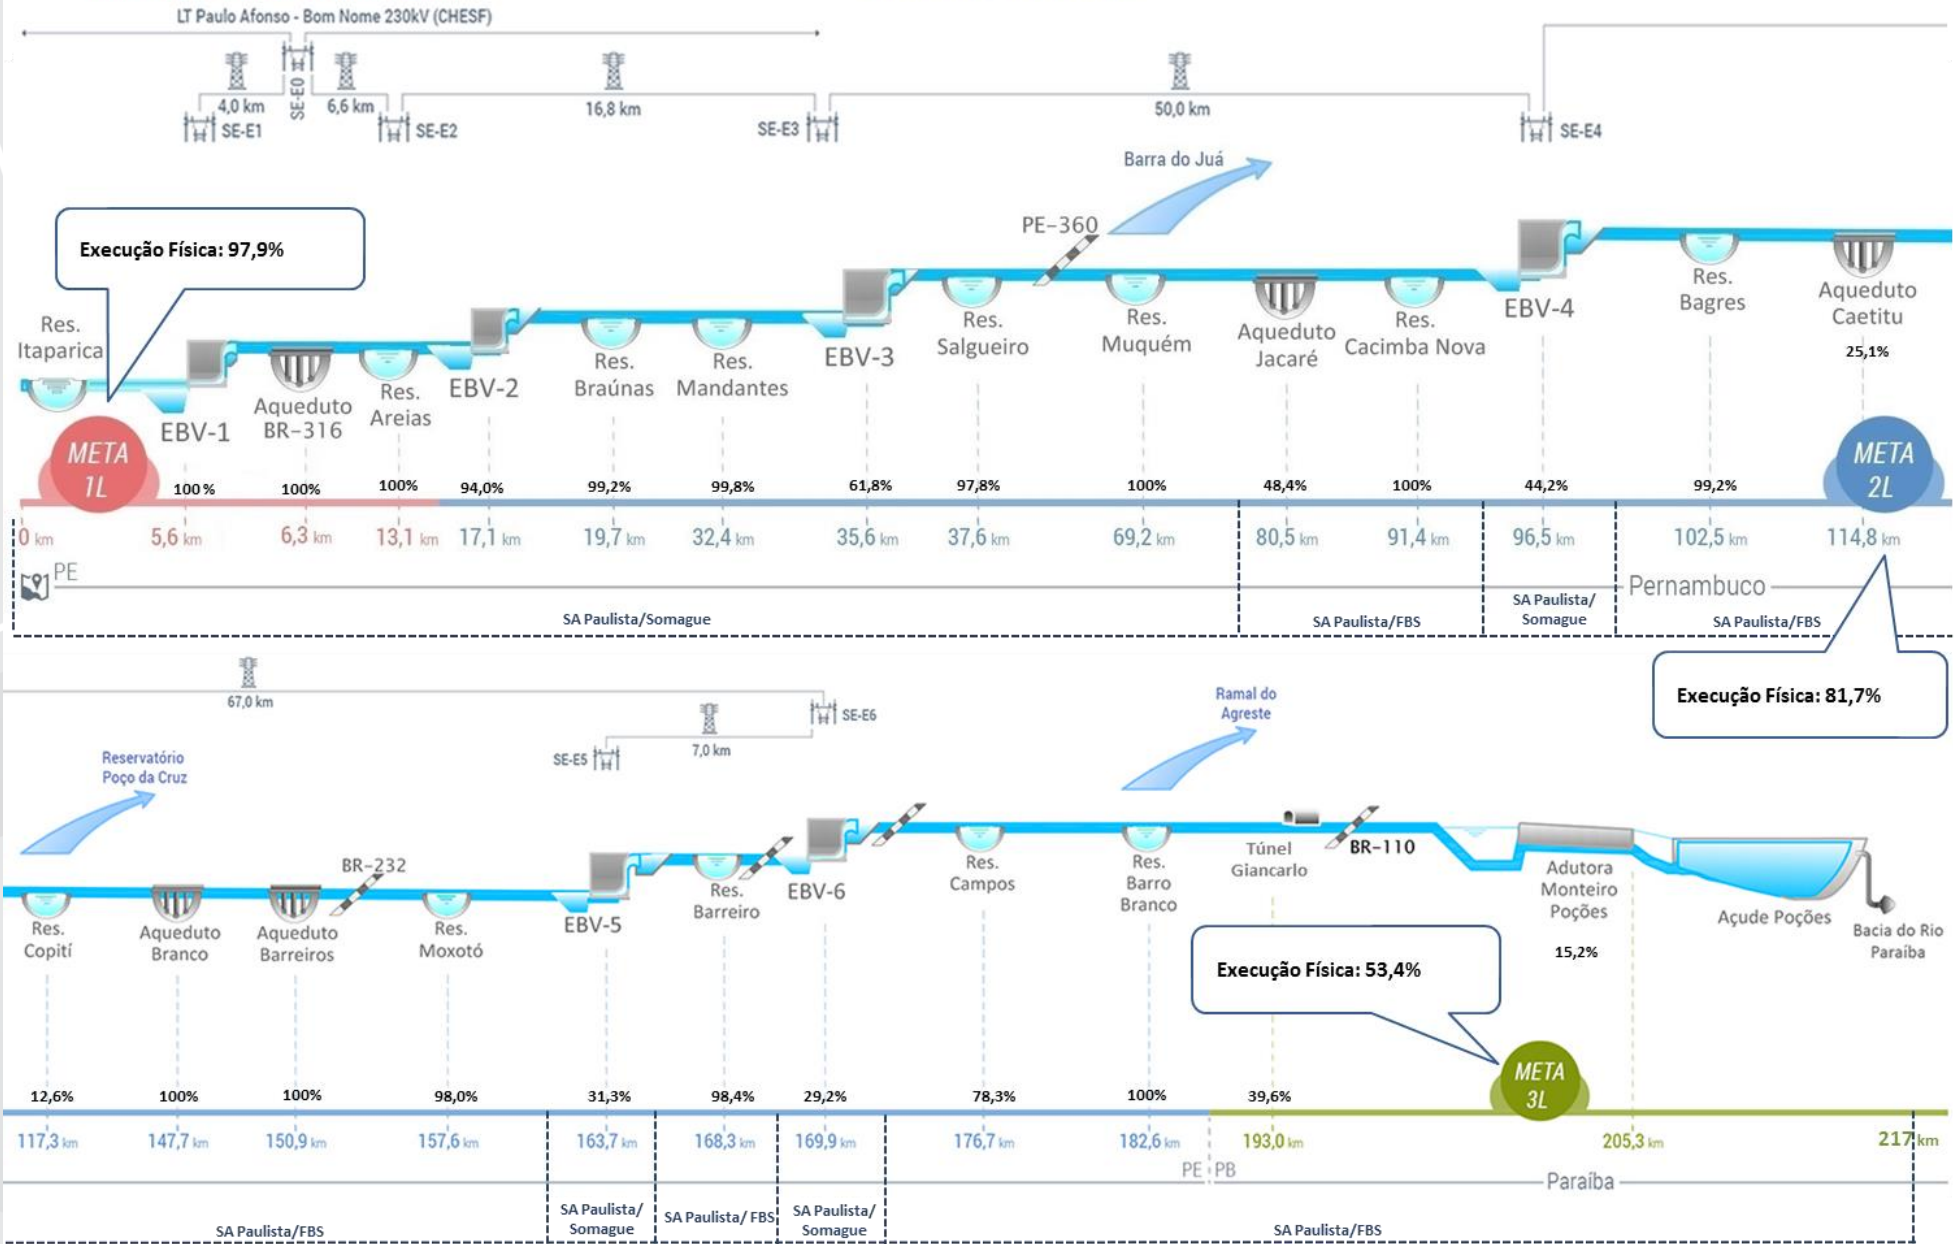 LT Paulo Afonso - Bom Nome 230kV (CHESF)
4,0 km
SE-E0
6,6 km
16,8 km
50,0 km
SE-E1
SE-E2
SE-E3
SE-E4
Barra do Juá
PE-360
Execução Física: 97,9%
Res.
Itaparica
EBV-1
Aqueduto
BR-316
Res.
Areias
EBV-2
Res.
Braúnas
Res.
Mandantes
EBV-3
Res.
Salgueiro
Res.
Muquém
Aqueduto
Jacaré
Res.
Cacimba Nova
EBV-4
Res.
Bagres
Aqueduto
Caetitu
25,1%
META
1L
META
2L
100 %
100%
100%
94,0%
99,2%
99,8%
61,8%
97,8%
100%
48,4%
100%
44,2%
99,2%
0 km
5,6 km
6,3 km
13,1 km
17,1 km
19,7 km
32,4 km
35,6 km
37,6 km
69,2 km
80,5 km
91,4 km
96,5 km
102,5 km
114,8 km
PE
Pernambuco
SA Paulista/Somague
SA Paulista/FBS
SA Paulista/
Somague
SA Paulista/FBS
Execução Física: 81,7%
67,0 km
SE-E5
7,0 km
SE-E6
Ramal do
Agreste
Reservatório
Poço da Cruz
BR-232
Res.
Copití
Aqueduto
Branco
Aqueduto
Barreiros
Res.
Moxotó
EBV-5
Res.
Barreiro
EBV-6
Res.
Campos
Res.
Barro
Branco
Túnel
Giancarlo
BR-110
Adutora
Monteiro
Poções
15,2%
Açude Poções
Bacia do Rio
Paraíba
Execução Física: 53,4%
META
3L
12,6%
100%
100%
98,0%
31,3%
98,4%
29,2%
78,3%
100%
39,6%
117,3 km
147,7 km
150,9 km
157,6 km
163,7 km
168,3 km
169,9 km
176,7 km
182,6 km
193,0 km
205,3 km
217 km
PE
PB
Paraíba
SA Paulista/FBS
SA Paulista/
Somague
SA Paulista/ FBS
SA Paulista/
Somague
SA Paulista/FBS